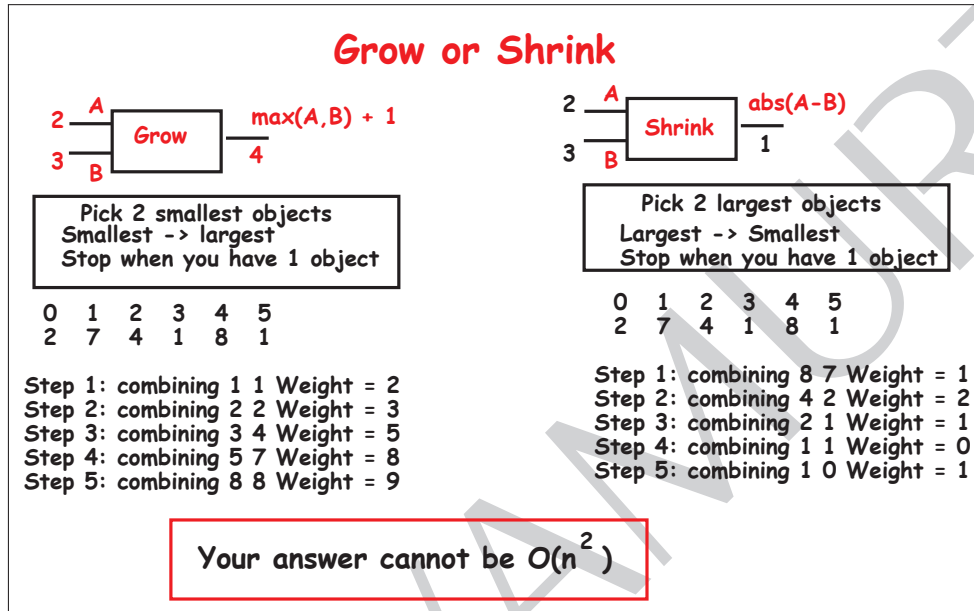 Grow or Shrink
A
2
Grow
max(A,B) + 1
4
3
B
Pick 2 smallest objects
Smallest -> largest
Stop when you have 1 object
0 1 2 3 4 5
2 7 4 1 8 1
Step 1: combining 1 1 Weight = 2
Step 2: combining 2 2 Weight = 3
Step 3: combining 3 4 Weight = 5
Step 4: combining 5 7 Weight = 8
Step 5: combining 8 8 Weight = 9
A
2
Shrink
abs(A-B)
1
3
B
Pick 2 largest objects
Largest -> Smallest
Stop when you have 1 object
0 1 2 3 4 5
2 7 4 1 8 1
Step 1: combining 8 7 Weight = 1
Step 2: combining 4 2 Weight = 2
Step 3: combining 2 1 Weight = 1
Step 4: combining 1 1 Weight = 0
Step 5: combining 1 0 Weight = 1
Your answer cannot be O(n²)
AMUR